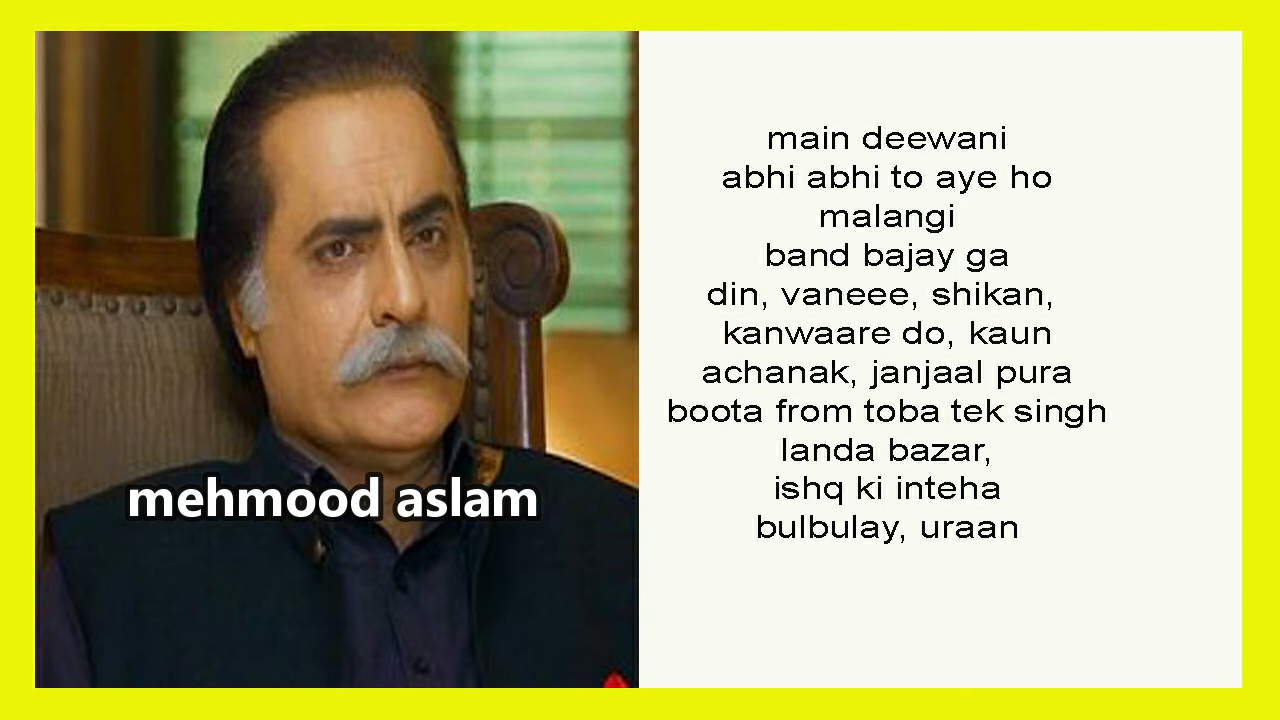 mehmood aslam
main deewani
abhi abhi to aye ho
malangi
band bajay ga
din, vaneee, shikan,
kanwaare do, kaun
achanak, janjaal pura
boota from toba tek singh
landa bazar,
ishq ki inteha
bulbulay, uraan